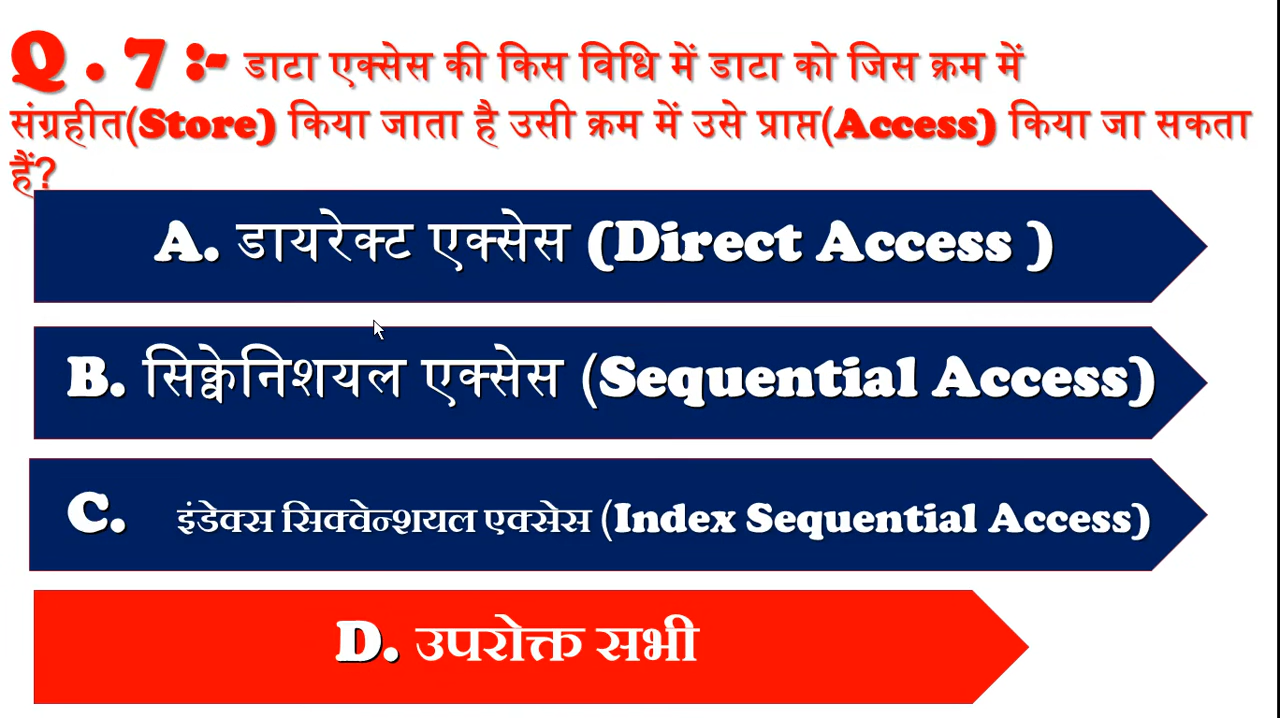 Q . 7 :- डाटा एक्सेस की किस विधि में डाटा को जिस क्रम में
संग्रहीत(Store) किया जाता है उसी क्रम में उसे प्राप्त(Access) किया जा सकता
हैं?
A. डायरेक्ट एक्सेस (Direct Access )
B. सिक्वेनिशयल एक्सेस (Sequential Access)
C. इंडेक्स सिक्वेन्शयल एक्सेस (Index Sequential Access)
D. उपरोक्त सभी